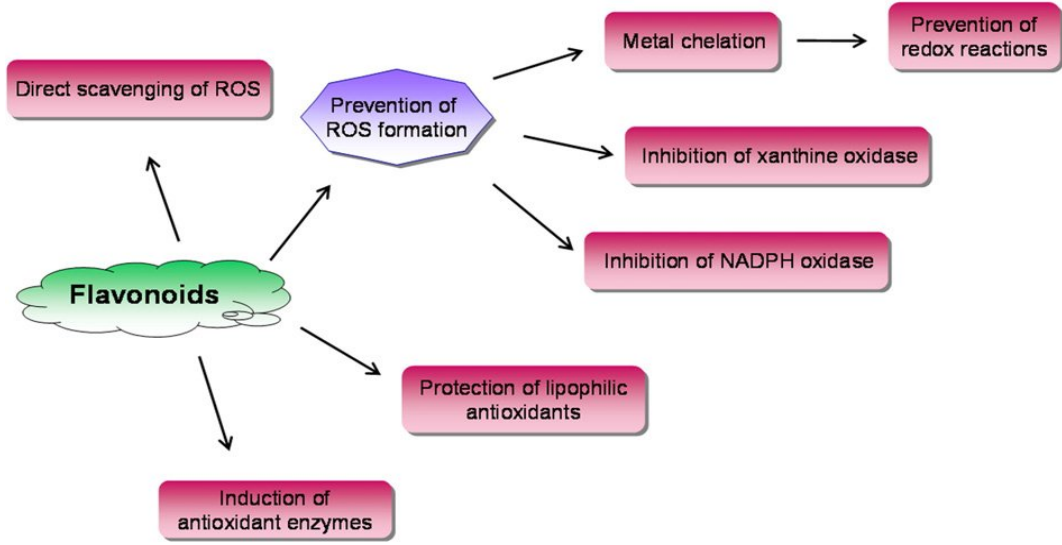 Direct scavenging of ROS
Prevention of
ROS formation
Metal chelation
Prevention of
redox reactions
Inhibition of xanthine oxidase
Inhibition of NADPH oxidase
Flavonoids
Protection of lipophilic
antioxidants
Induction of
antioxidant enzymes